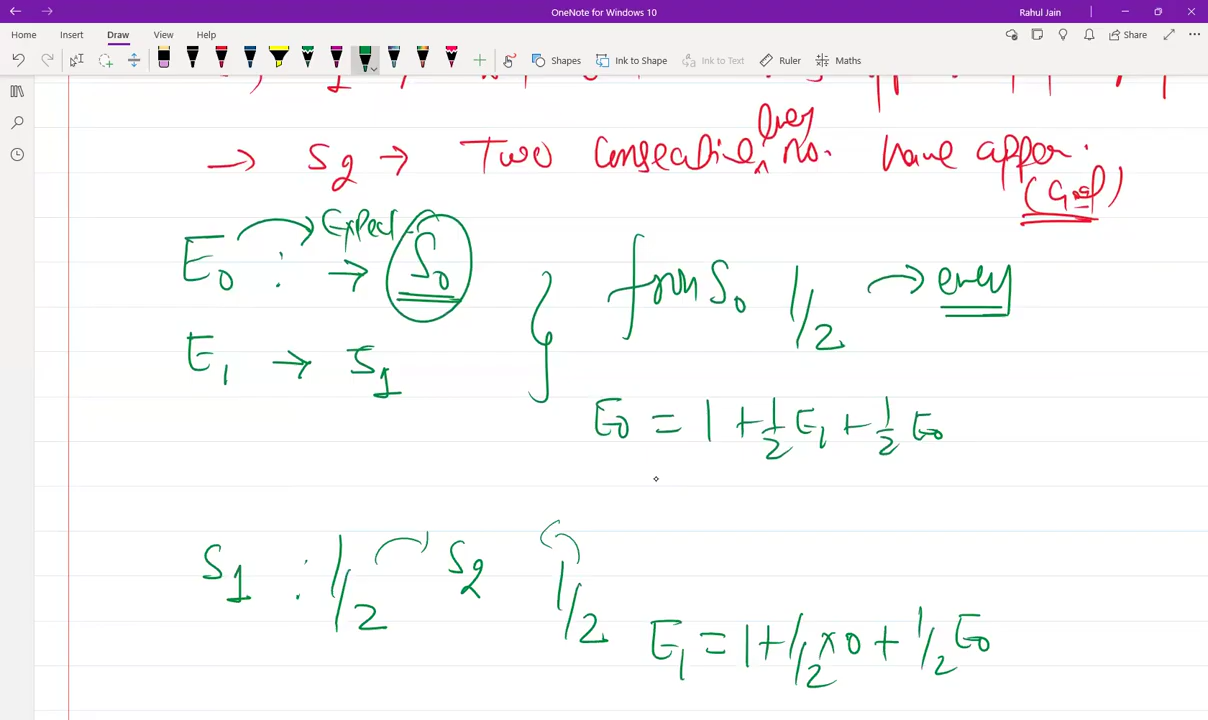 OneNote for Windows 10
Rahul Jain
Home Insert Draw View Help
Share
Shapes Ink to Shape Ink to Text Ruler Maths
even
→ S2 → Two Consecutive no. have appear.
(Goal)
E0 : → Expect S0
from S0 1/2 → even
E1 → S1
E0 = 1 + 1/2 E1 + 1/2 E0
S1 : 1/2 S2 1/2
E1 = 1 + 1/2 × 0 + 1/2 E0